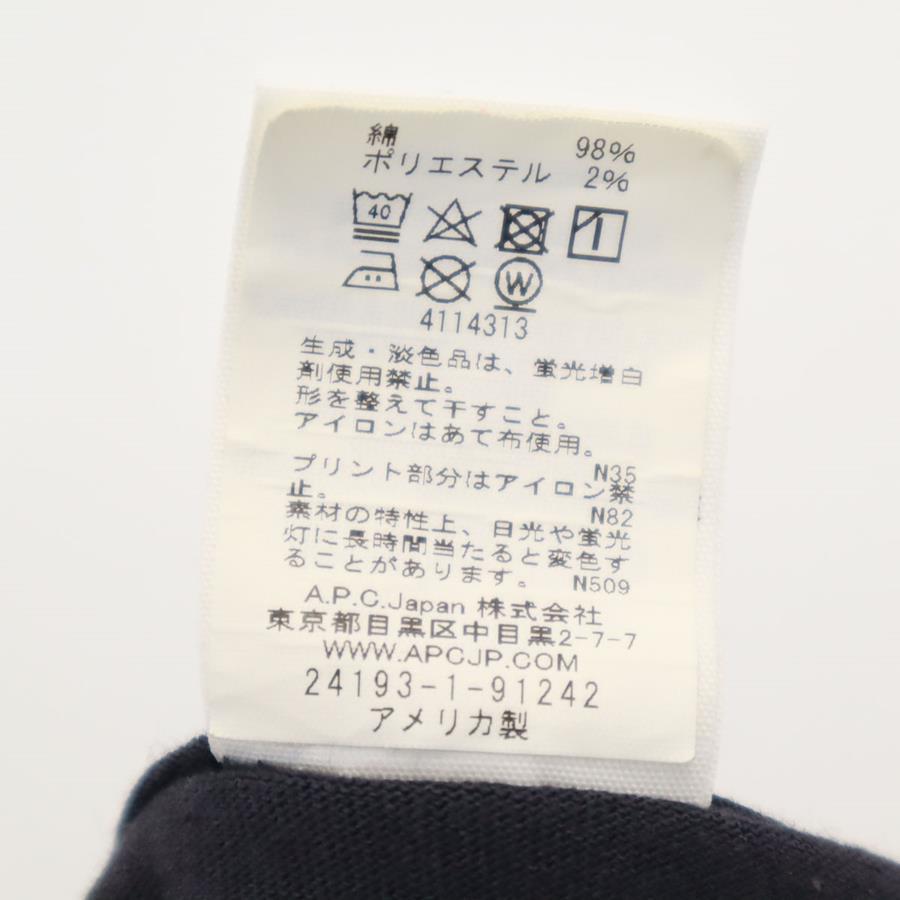 綿 98%
ポリエステル 2%
40
W
4114313
生成・淡色品は、蛍光増白
剤使用禁止。
形を整えて干すこと。
アイロンはあて布使用。
N35
プリント部分はアイロン禁
止。
N82
素材の特性上、日光や蛍光
灯に長時間当たると変色す
ることがあります。 N509
A.P.C.Japan 株式会社
東京都目黒区中目黒2-7-7
WWW.APCJP.COM
24193-1-91242
アメリカ製